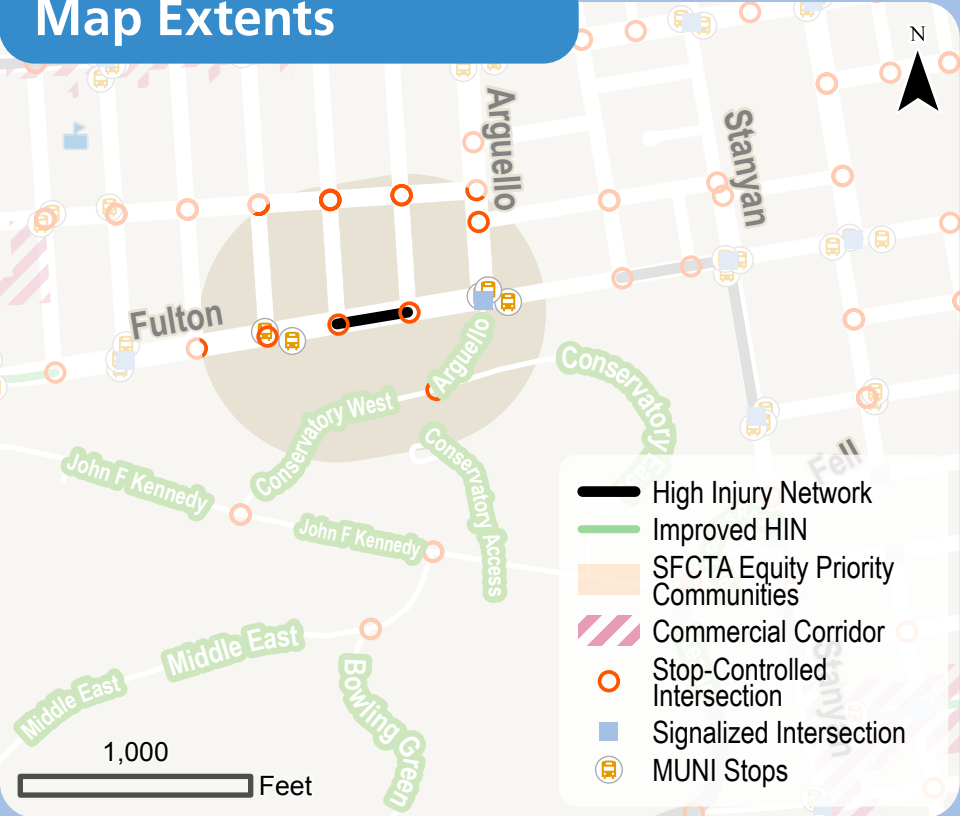 Map Extents
N
Arguello
Stanyan
Fulton
Arguello
Conservatory West
Conservatory
Conservatory Access
John F Kennedy
John F Kennedy
Fell
Middle East
Middle East
Bowling Green
Stanyan
High Injury Network
Improved HIN
SFCTA Equity Priority
Communities
Commercial Corridor
Stop-Controlled
Intersection
Signalized Intersection
MUNI Stops
1,000
Feet